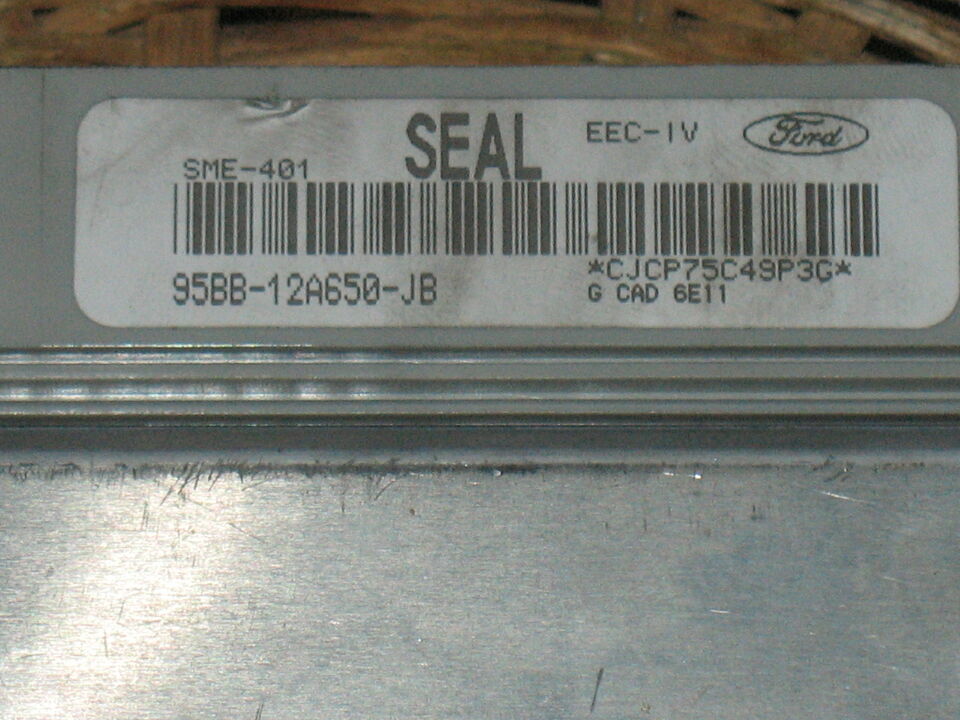 SEAL EEC-IV Ford
SME-401
*CJCP75C49P3G*
95BB-12A650-JB
G CAD 6E11